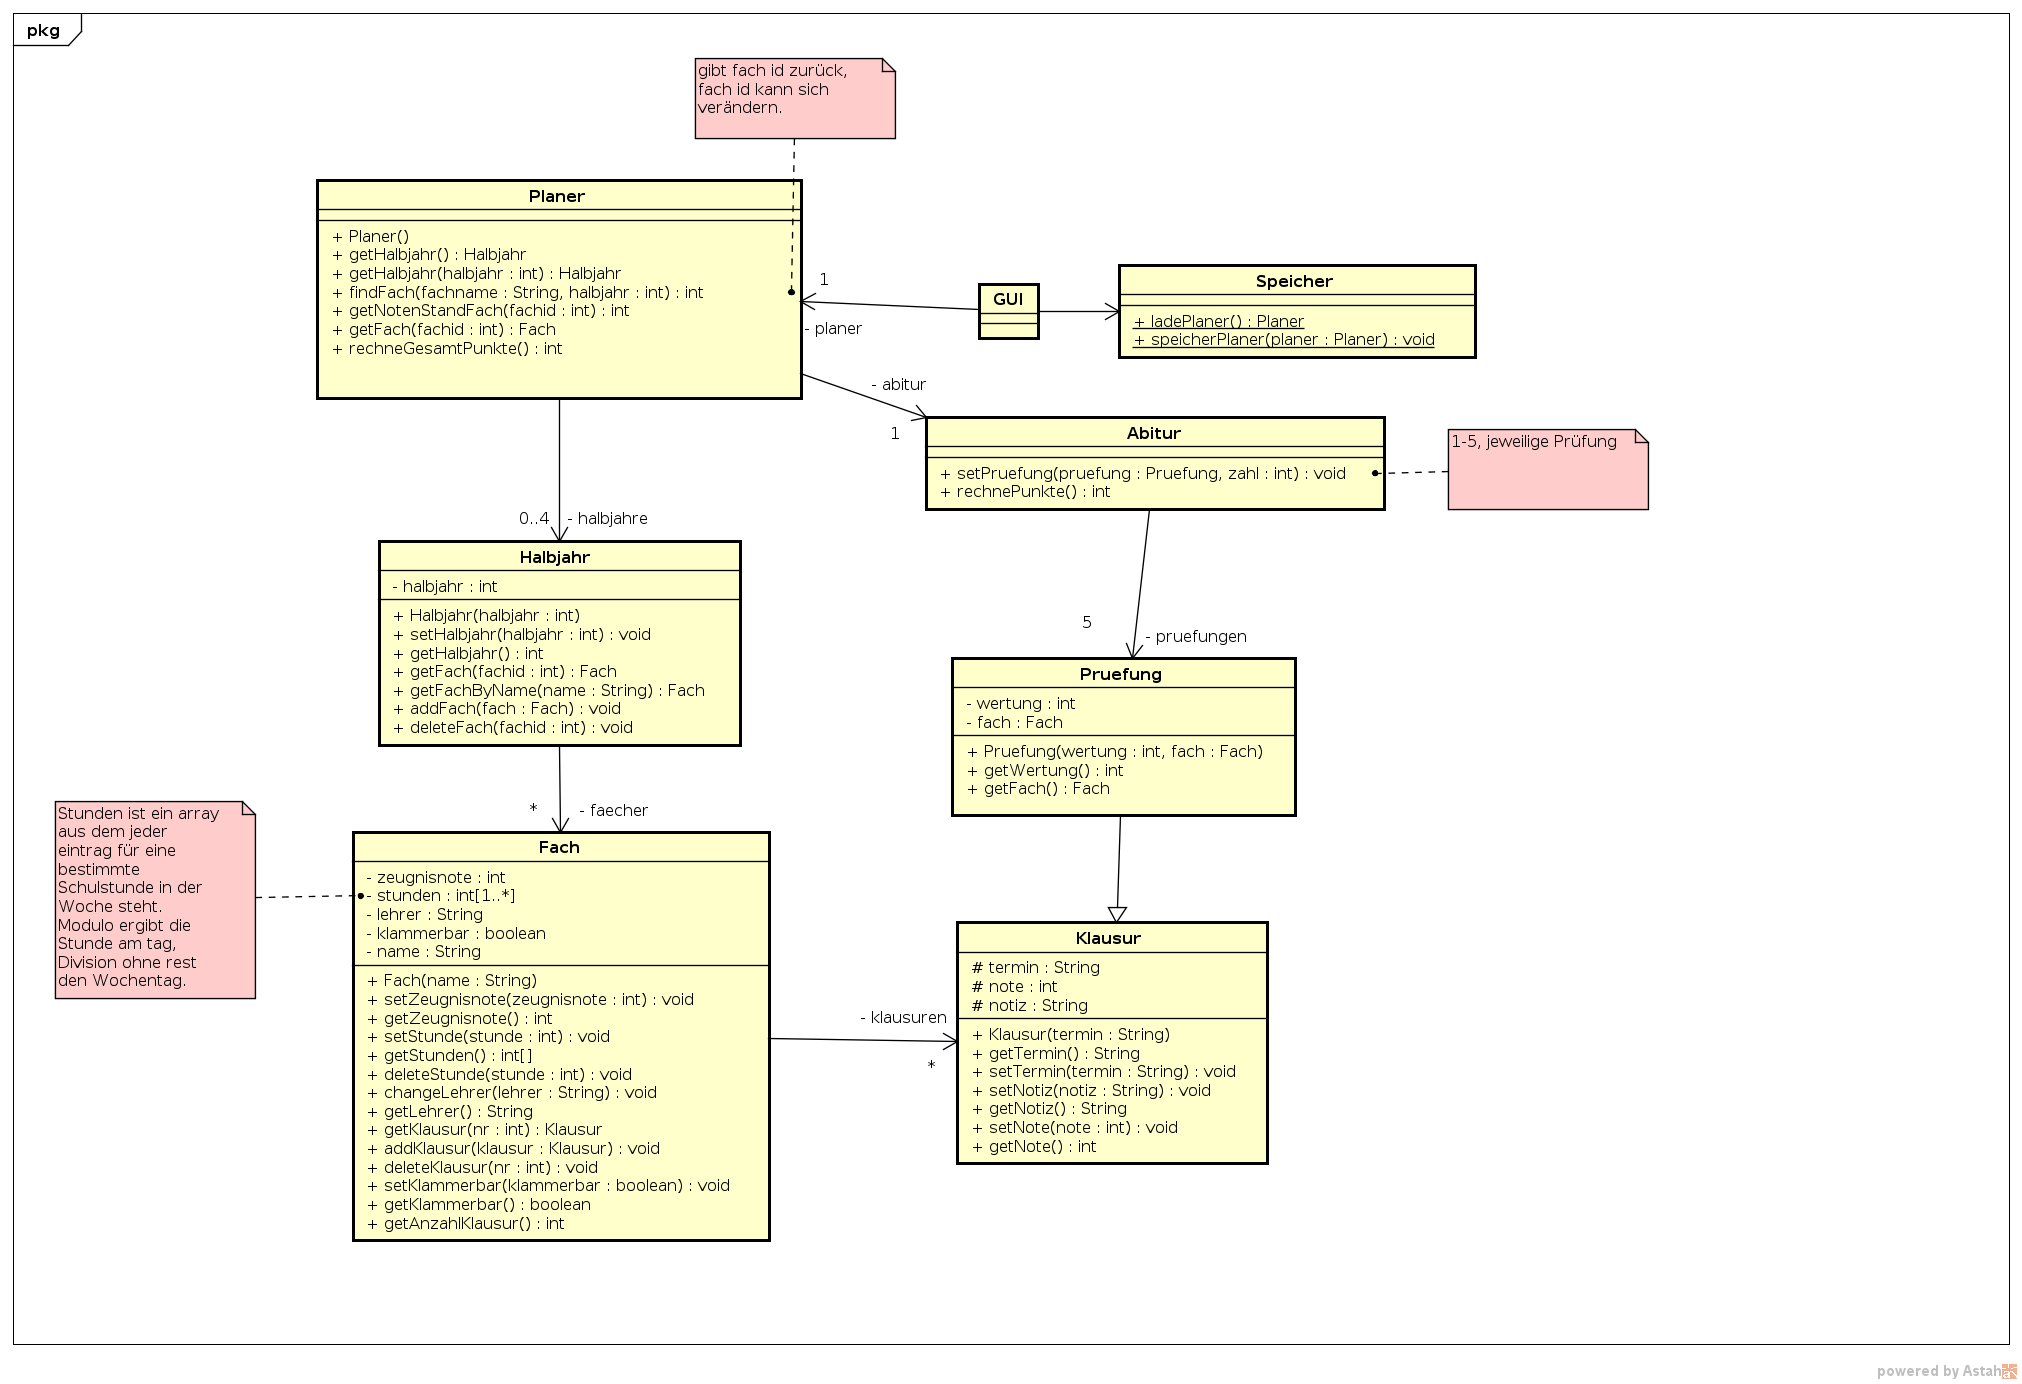 pkg
gibt fach id zurück,
fach id kann sich
verändern.
Planer
+ Planer()
+ getHalbjahr() : Halbjahr
+ getHalbjahr(halbjahr : int) : Halbjahr
+ findFach(fachname : String, halbjahr : int) : int
+ getNotenStandFach(fachid : int) : int
+ getFach(fachid : int) : Fach
+ rechneGesamtPunkte() : int
1
- planer
GUI
Speicher
+ ladePlaner() : Planer
+ speicherPlaner(planer : Planer) : void
- abitur
1
Abitur
+ setPruefung(pruefung : Pruefung, zahl : int) : void
+ rechnePunkte() : int
1-5, jeweilige Prüfung
0..4
- halbjahre
Halbjahr
- halbjahr : int
+ Halbjahr(halbjahr : int)
+ setHalbjahr(halbjahr : int) : void
+ getHalbjahr() : int
+ getFach(fachid : int) : Fach
+ getFachByName(name : String) : Fach
+ addFach(fach : Fach) : void
+ deleteFach(fachid : int) : void
5
- pruefungen
Pruefung
- wertung : int
- fach : Fach
+ Pruefung(wertung : int, fach : Fach)
+ getWertung() : int
+ getFach() : Fach
*
- faecher
Stunden ist ein array
aus dem jeder
eintrag für eine
bestimmte
Schulstunde in der
Woche steht.
Modulo ergibt die
Stunde am tag,
Division ohne rest
den Wochentag.
Fach
- zeugnisnote : int
- stunden : int[1..*]
- lehrer : String
- klammerbar : boolean
- name : String
+ Fach(name : String)
+ setZeugnisnote(zeugnisnote : int) : void
+ getZeugnisnote() : int
+ setStunde(stunde : int) : void
+ getStunden() : int[]
+ deleteStunde(stunde : int) : void
+ changeLehrer(lehrer : String) : void
+ getLehrer() : String
+ getKlausur(nr : int) : Klausur
+ addKlausur(klausur : Klausur) : void
+ deleteKlausur(nr : int) : void
+ setKlammerbar(klammerbar : boolean) : void
+ getKlammerbar() : boolean
+ getAnzahlKlausur() : int
- klausuren
*
Klausur
# termin : String
# note : int
# notiz : String
+ Klausur(termin : String)
+ getTermin() : String
+ setTermin(termin : String) : void
+ setNotiz(notiz : String) : void
+ getNotiz() : String
+ setNote(note : int) : void
+ getNote() : int
powered by Astah